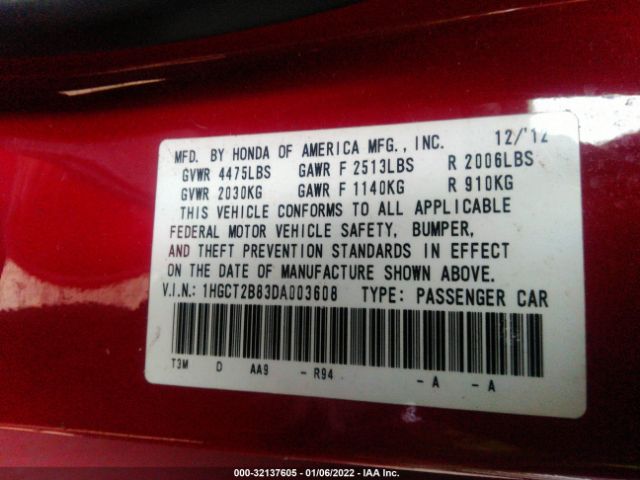 MFD. BY HONDA OF AMERICA MFG., INC. 12/'12
GVWR 4475LBS GAWR F 2513LBS R 2006LBS
GVWR 2030KG GAWR F 1140KG R 910KG
THIS VEHICLE CONFORMS TO ALL APPLICABLE
FEDERAL MOTOR VEHICLE SAFETY, BUMPER,
AND THEFT PREVENTION STANDARDS IN EFFECT
ON THE DATE OF MANUFACTURE SHOWN ABOVE.
V.I.N.: 1HGCT2B83DA003608 TYPE: PASSENGER CAR
T3M D AA9 - R94 - A - A
000-32137605 - 01/06/2022 - IAA Inc.